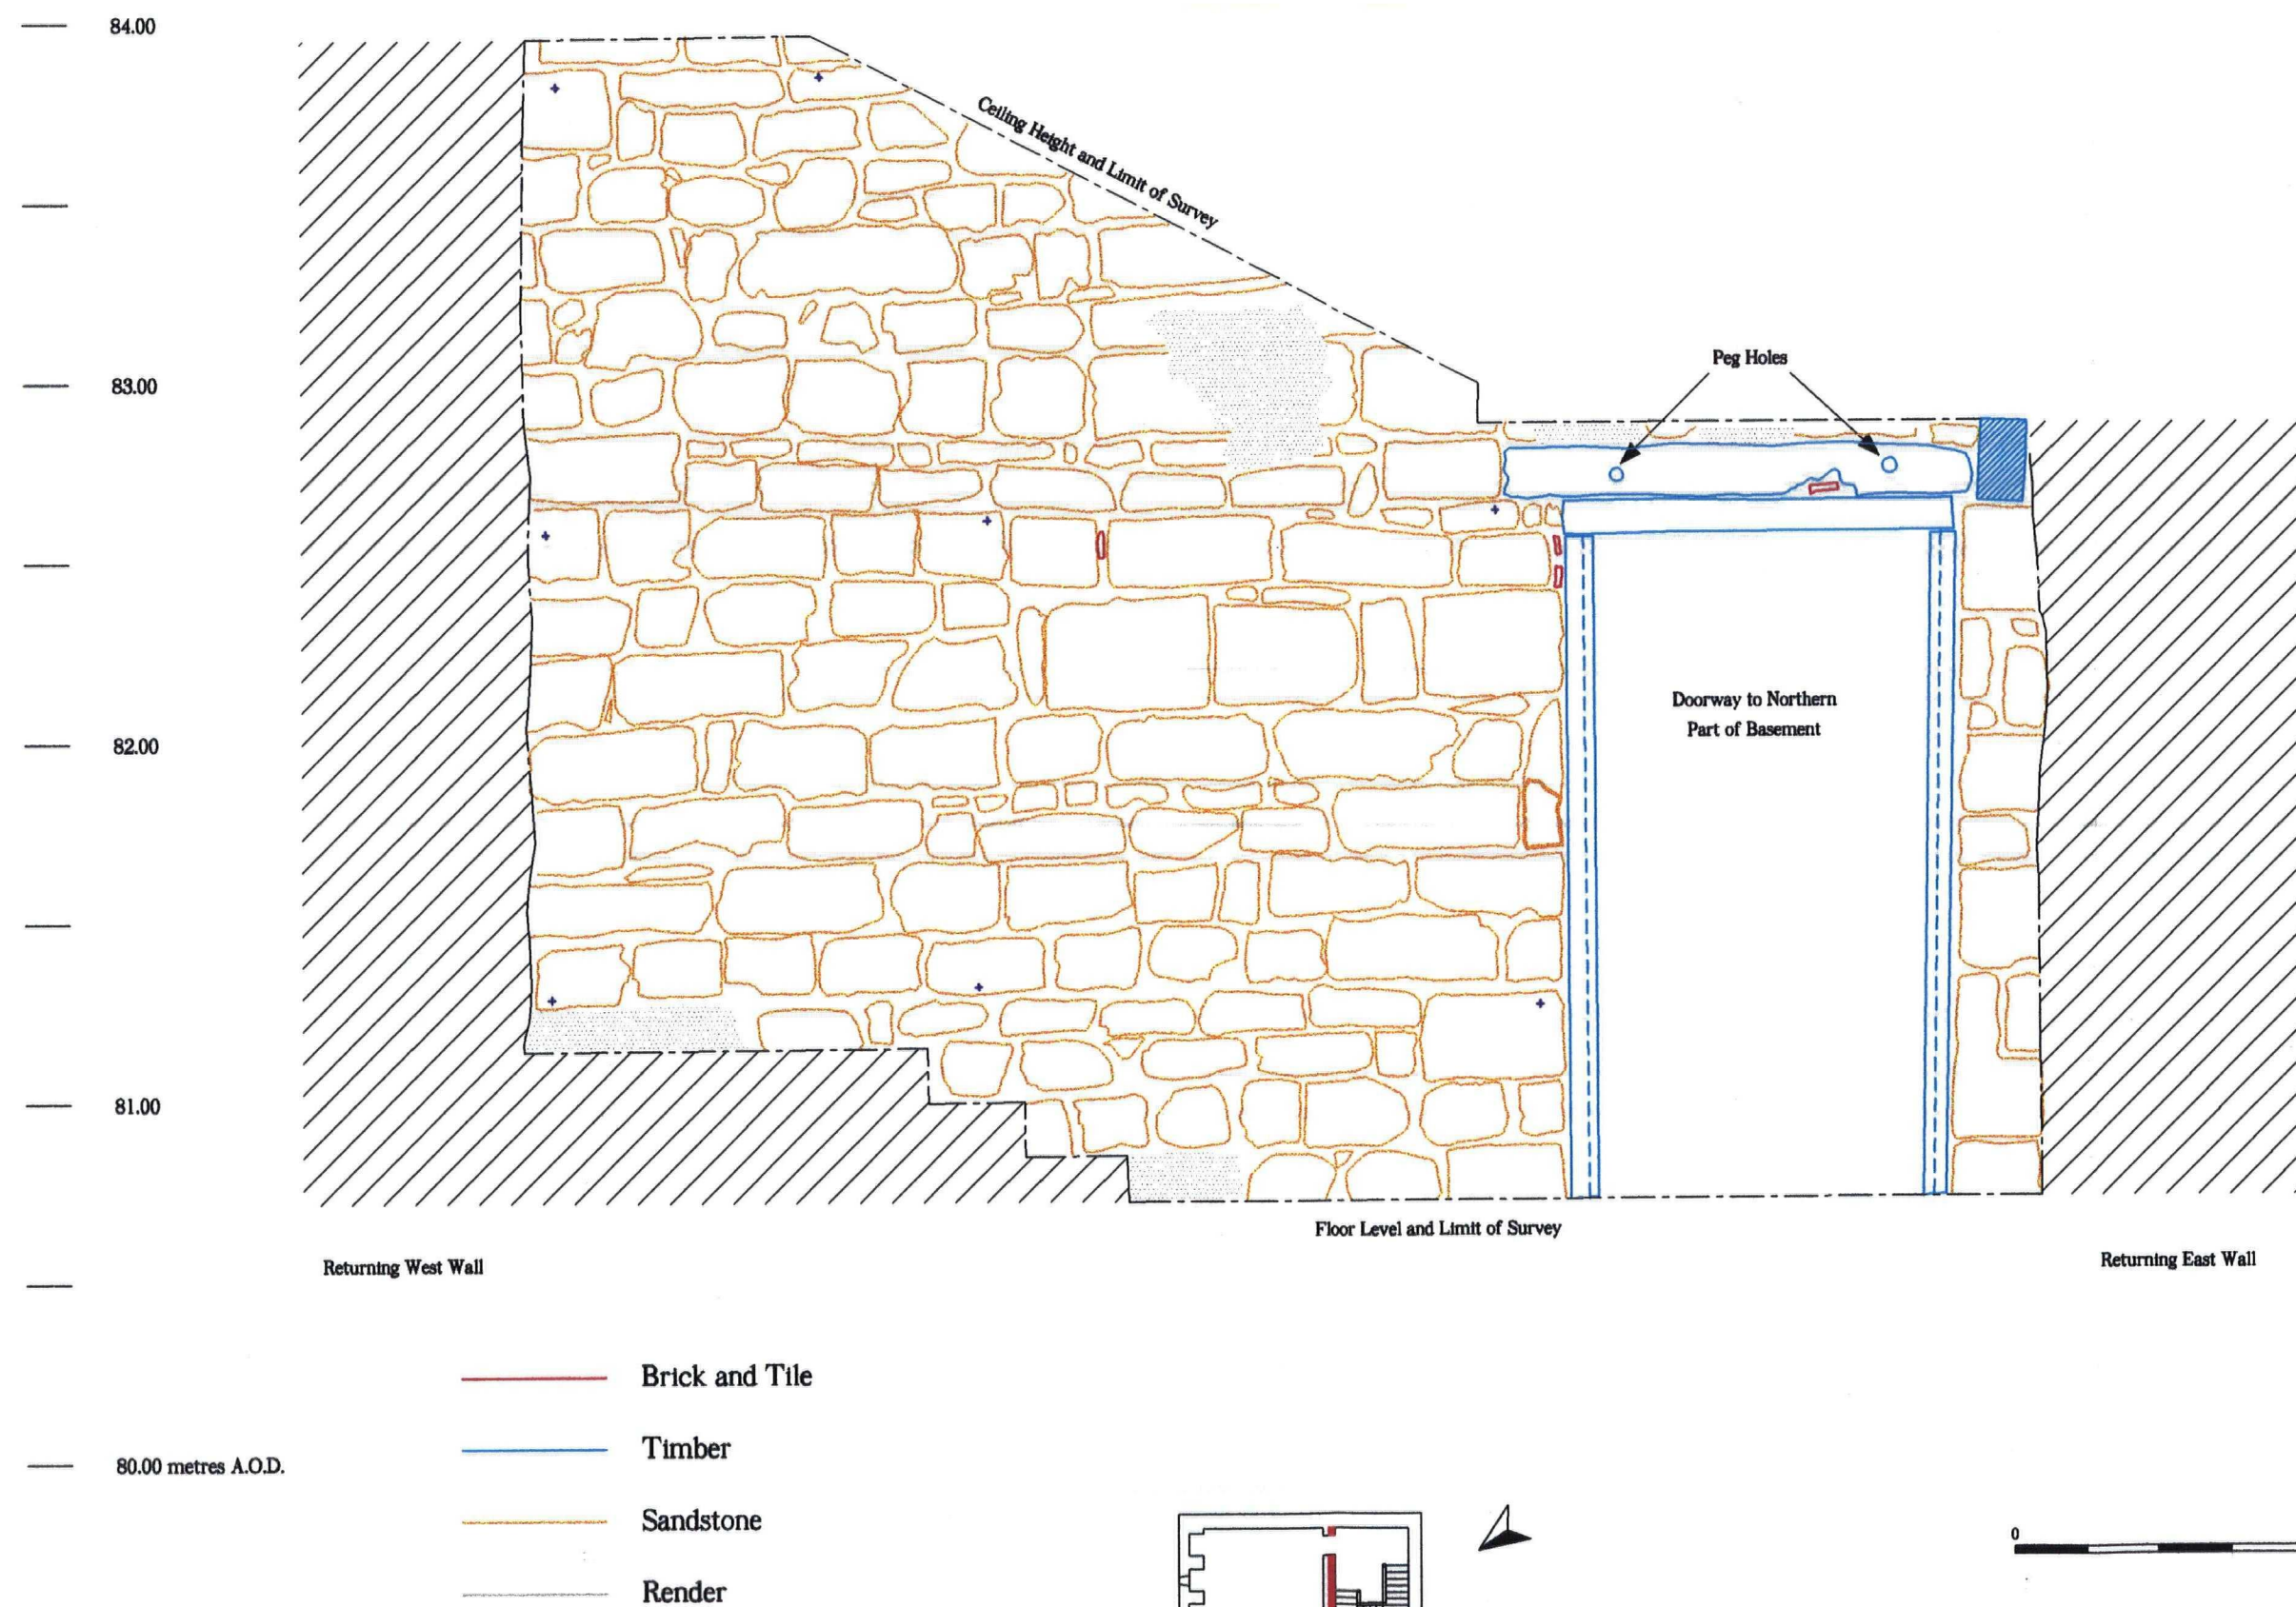 84.00
Ceiling Height and Limit of Survey
Peg Holes
83.00
Doorway to Northern
Part of Basement
82.00
81.00
Floor Level and Limit of Survey
Returning West Wall
Returning East Wall
Brick and Tile
Timber
80.00 metres A.O.D.
Sandstone
0
Render